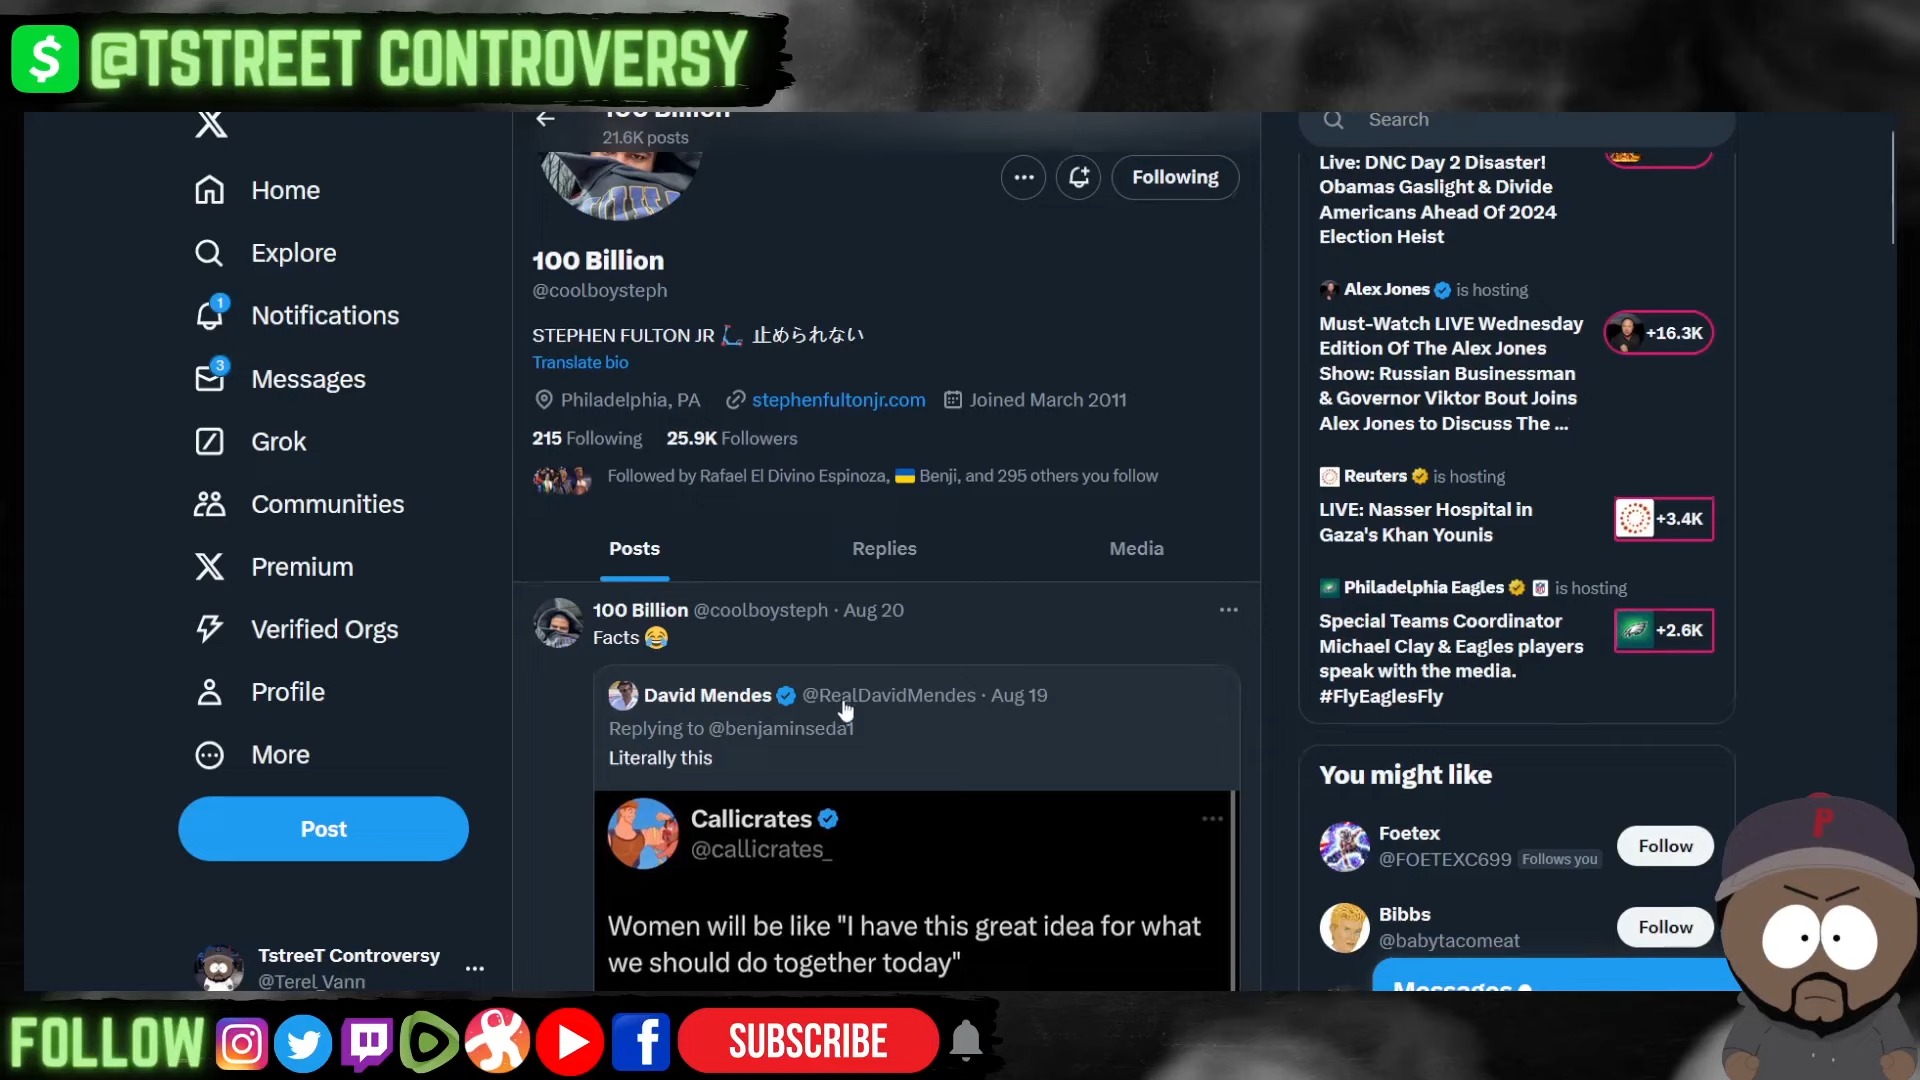 $ @TSTREET CONTROVERSY
Home
Explore
1
Notifications
3
Messages
Grok
Communities
Premium
Verified Orgs
Profile
More
Post
TstreeT Controversy
@Terel_Vann
100 Billion
21.6K posts
Following
100 Billion
@coolboysteph
STEPHEN FULTON JR 🛴 止められない
Translate bio
Philadelphia, PA stephenfultonjr.com Joined March 2011
215 Following 25.9K Followers
Followed by Rafael El Divino Espinoza, 🇺🇦 Benji, and 295 others you follow
Posts Replies Media
100 Billion @coolboysteph · Aug 20
Facts 😂
David Mendes @RealDavidMendes · Aug 19
Replying to @benjaminseda1
Literally this
Callicrates
@callicrates_
Women will be like "I have this great idea for what
we should do together today"
Search
Live: DNC Day 2 Disaster!
Obamas Gaslight & Divide
Americans Ahead Of 2024
Election Heist
Alex Jones is hosting
Must-Watch LIVE Wednesday
Edition Of The Alex Jones
Show: Russian Businessman
& Governor Viktor Bout Joins
Alex Jones to Discuss The ...
+16.3K
Reuters is hosting
LIVE: Nasser Hospital in
Gaza's Khan Younis
+3.4K
Philadelphia Eagles is hosting
Special Teams Coordinator
Michael Clay & Eagles players
speak with the media.
#FlyEaglesFly
+2.6K
You might like
Foetex
@FOETEXC699 Follows you
Follow
Bibbs
@babytacomeat
Follow
Messages
P
FOLLOW
SUBSCRIBE